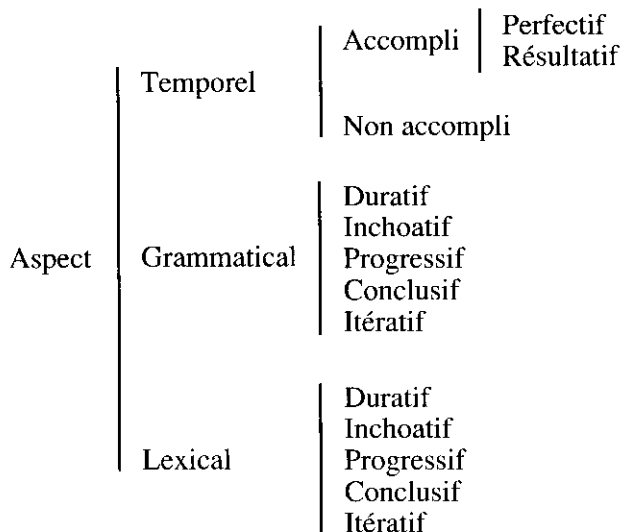 Perfectif
Accompli
Résultatif
Temporel
Non accompli
Duratif
Inchoatif
Aspect Grammatical Progressif
Conclusif
Itératif
Duratif
Inchoatif
Lexical Progressif
Conclusif
Itératif